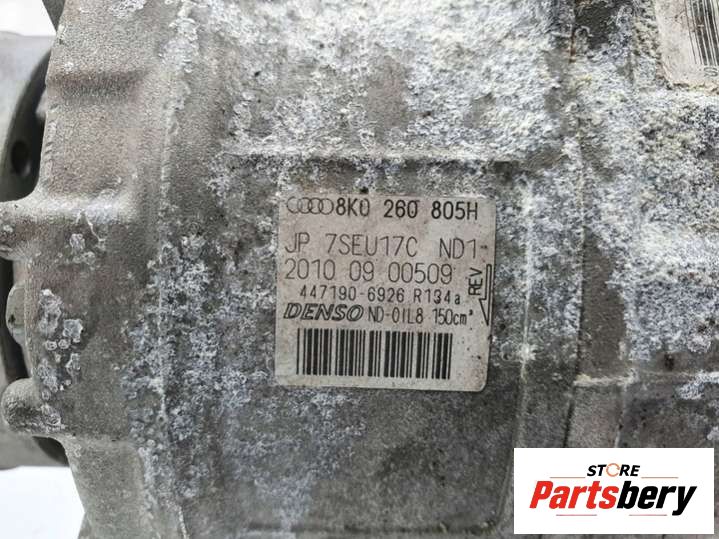 8K0 260 805H
JP 7SEU17C ND1-
2010 09 00509
447190-6926 R134a
REV
DENSO ND-OIL8 150cm³
STORE
Partsbery